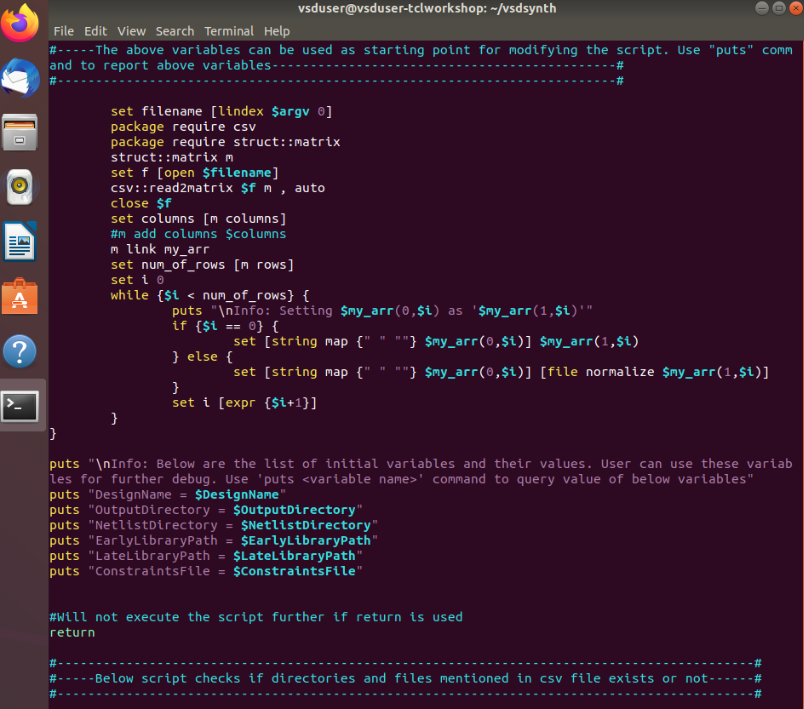 vsduser@vsduser-tclworkshop: ~/vsdsynth
File Edit View Search Terminal Help
#-----The above variables can be used as starting point for modifying the script. Use "puts" comm
and to report above variables---------------------------------------------#
#-------------------------------------------------------------------------#
set filename [lindex $argv 0]
package require csv
package require struct::matrix
struct::matrix m
set f [open $filename]
csv::read2matrix $f m , auto
close $f
set columns [m columns]
#m add columns $columns
m link my_arr
set num_of_rows [m rows]
set i 0
while {$i < num_of_rows} {
puts "\nInfo: Setting $my_arr(0,$i) as '$my_arr(1,$i)'"
if {$i == 0} {
set [string map {" " ""} $my_arr(0,$i)] $my_arr(1,$i)
} else {
set [string map {" " ""} $my_arr(0,$i)] [file normalize $my_arr(1,$i)]
}
set i [expr {$i+1}]
}
}
puts "\nInfo: Below are the list of initial variables and their values. User can use these variab
les for further debug. Use 'puts <variable name>' command to query value of below variables"
puts "DesignName = $DesignName"
puts "OutputDirectory = $OutputDirectory"
puts "NetlistDirectory = $NetlistDirectory"
puts "EarlyLibraryPath = $EarlyLibraryPath"
puts "LateLibraryPath = $LateLibraryPath"
puts "ConstraintsFile = $ConstraintsFile"
#Will not execute the script further if return is used
return
#-------------------------------------------------------------------------------------------#
#-----Below script checks if directories and files mentioned in csv file exists or not------#
#-------------------------------------------------------------------------------------------#